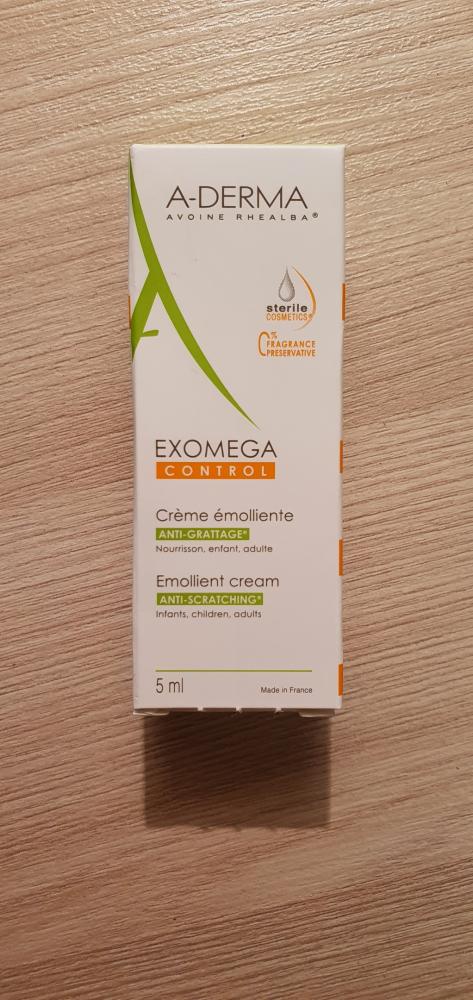 A-DERMA
AVOINE RHEALBA®
sterile
COSMETICS®
0% FRAGRANCE
PRESERVATIVE
EXOMEGA
CONTROL
Crème émolliente
ANTI-GRATTAGE*
Nourrisson, enfant, adulte
Emollient cream
ANTI-SCRATCHING*
Infants, children, adults
5 ml
Made in France